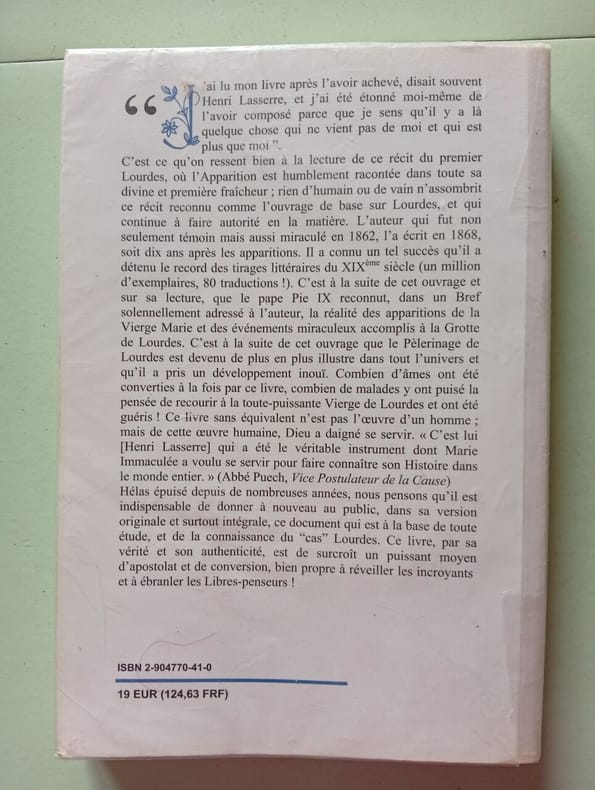 “ J'ai lu mon livre après l'avoir achevé, disait souvent
Henri Lasserre, et j'ai été étonné moi-même de
l'avoir composé parce que je sens qu'il y a là
quelque chose qui ne vient pas de moi et qui est
plus que moi ”.
C'est ce qu'on ressent bien à la lecture de ce récit du premier
Lourdes, où l'Apparition est humblement racontée dans toute sa
divine et première fraîcheur ; rien d'humain ou de vain n'assombrit
ce récit reconnu comme l'ouvrage de base sur Lourdes, et qui
continue à faire autorité en la matière. L'auteur qui fut non
seulement témoin mais aussi miraculé en 1862, l'a écrit en 1868,
soit dix ans après les apparitions. Il a connu un tel succès qu'il a
détenu le record des tirages littéraires du XIXème siècle (un million
d'exemplaires, 80 traductions !). C'est à la suite de cet ouvrage et
sur sa lecture, que le pape Pie IX reconnut, dans un Bref
solennellement adressé à l'auteur, la réalité des apparitions de la
Vierge Marie et des événements miraculeux accomplis à la Grotte
de Lourdes. C'est à la suite de cet ouvrage que le Pèlerinage de
Lourdes est devenu de plus en plus illustre dans tout l'univers et
qu'il a pris un développement inouï. Combien d'âmes ont été
converties à la fois par ce livre, combien de malades y ont puisé la
pensée de recourir à la toute-puissante Vierge de Lourdes et ont été
guéris ! Ce livre sans équivalent n'est pas l'œuvre d'un homme ;
mais de cette œuvre humaine, Dieu a daigné se servir. « C'est lui
[Henri Lasserre] qui a été le véritable instrument dont Marie
Immaculée a voulu se servir pour faire connaître son Histoire dans
le monde entier. » (Abbé Puech, Vice Postulateur de la Cause)
Hélas épuisé depuis de nombreuses années, nous pensons qu'il est
indispensable de donner à nouveau au public, dans sa version
originale et surtout intégrale, ce document qui est à la base de toute
étude, et de la connaissance du “cas” Lourdes. Ce livre, par sa
vérité et son authenticité, est de surcroît un puissant moyen
d'apostolat et de conversion, bien propre à réveiller les incroyants
et à ébranler les Libres-penseurs !
ISBN 2-904770-41-0
19 EUR (124,63 FRF)